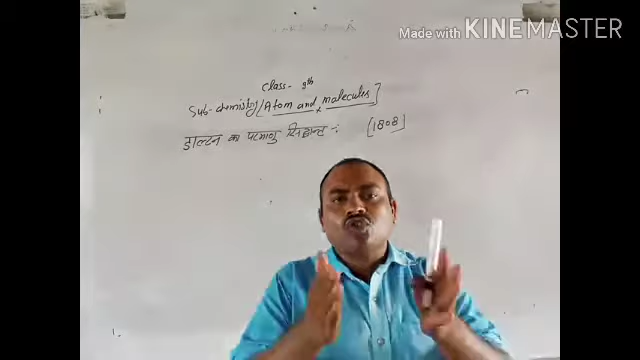 Made with KINEMASTER
Class - 9th
Sub- chemistry [Atom and molecules]
डाल्टन का परमाणु सिद्धान्त :- [1808]